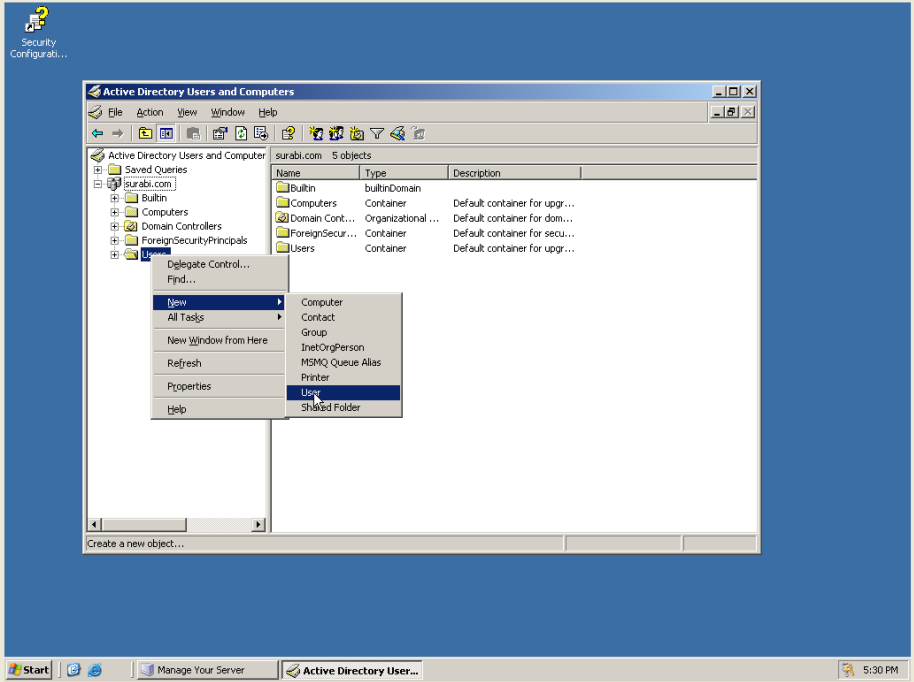 Security
Configurati...
Active Directory Users and Computers
File Action View Window Help
Active Directory Users and Computer
Saved Queries
surabi.com
Builtin
Computers
Domain Controllers
ForeignSecurityPrincipals
Users
surabi.com 5 objects
Name Type Description
Builtin builtinDomain
Computers Container Default container for upgr...
Domain Cont... Organizational ... Default container for dom...
ForeignSecur... Container Default container for secu...
Users Container Default container for upgr...
Delegate Control...
Find...
New
All Tasks
New Window from Here
Refresh
Properties
Help
Computer
Contact
Group
InetOrgPerson
MSMQ Queue Alias
Printer
User
Shared Folder
Create a new object...
Start Manage Your Server Active Directory User... 5:30 PM